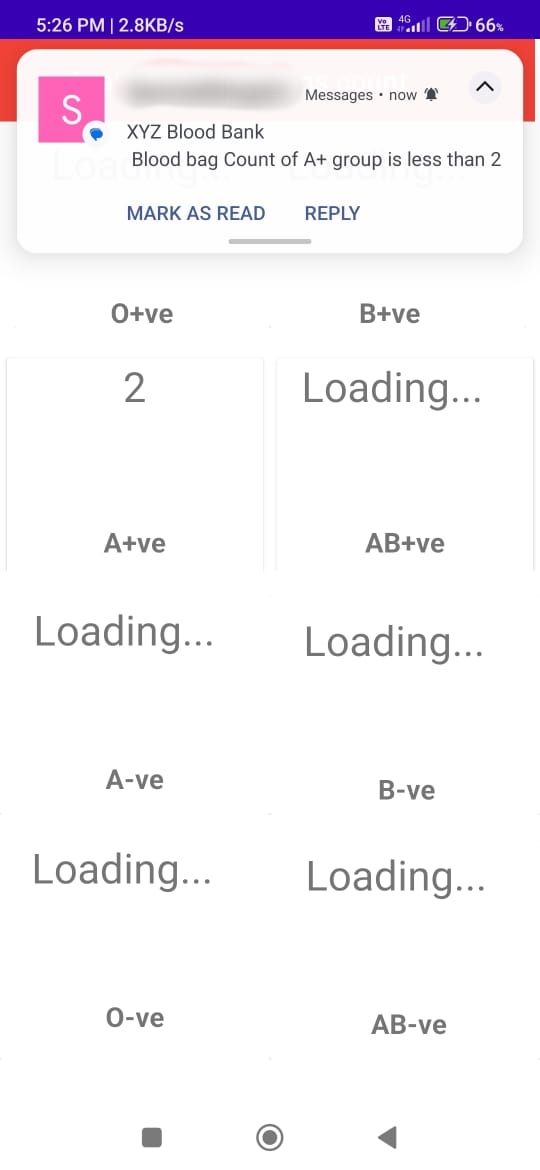 5:26 PM | 2.8KB/s
Vo LTE 4G 66%
S
Messages • now
XYZ Blood Bank
Blood bag Count of A+ group is less than 2
MARK AS READ REPLY
Loading... Loading...
O+ve B+ve
2 Loading...
A+ve AB+ve
Loading... Loading...
A-ve B-ve
Loading... Loading...
O-ve AB-ve